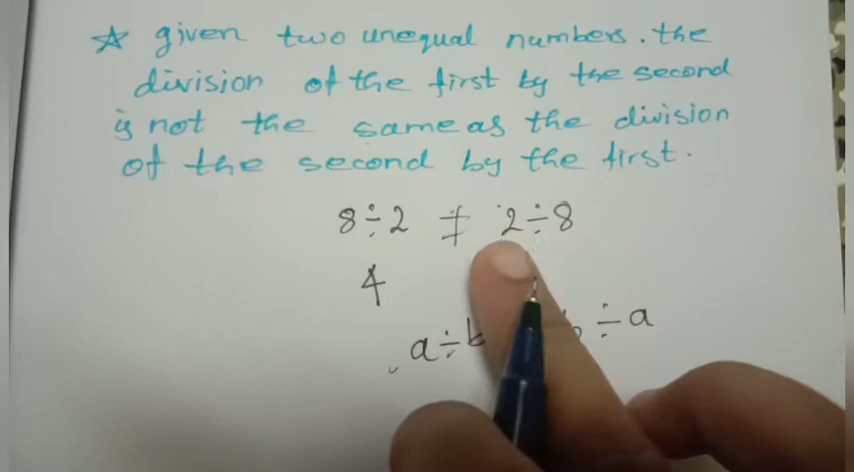 ☆ given two unequal numbers. the
division of the first by the second
is not the same as the division
of the second by the first.
8÷2 ≠ 2÷8
4
a÷b ÷a